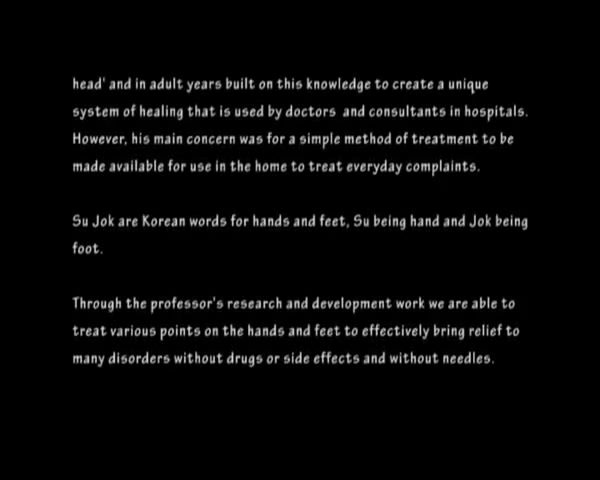 head' and in adult years built on this knowledge to create a unique
system of healing that is used by doctors and consultants in hospitals.
However, his main concern was for a simple method of treatment to be
made available for use in the home to treat everyday complaints.
Su Jok are Korean words for hands and feet, Su being hand and Jok being
foot.
Through the professor's research and development work we are able to
treat various points on the hands and feet to effectively bring relief to
many disorders without drugs or side effects and without needles.